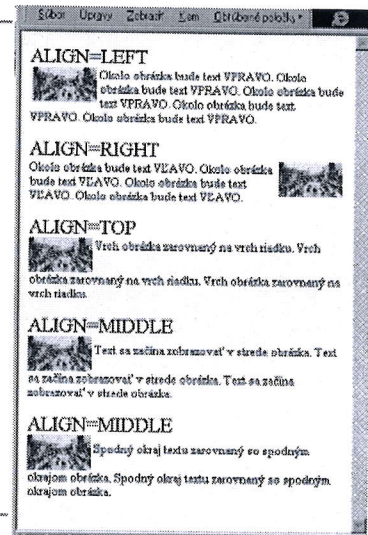 Súbor Úpravy Zobraziť Kam Obľúbené položky
ALIGN=LEFT
Okolo obrázka bude text VPRAVO. Okolo
obrázka bude text VPRAVO. Okolo obrázka bude
text VPRAVO. Okolo obrázka bude text
VPRAVO. Okolo obrázka bude text VPRAVO.
ALIGN=RIGHT
Okolo obrázka bude text VĽAVO. Okolo obrázka
bude text VĽAVO. Okolo obrázka bude text
VĽAVO. Okolo obrázka bude text VĽAVO.
ALIGN=TOP
Vrch obrázka zarovnaný na vrch riadku. Vrch
obrázka zarovnaný na vrch riadku. Vrch obrázka zarovnaný na
vrch riadku.
ALIGN=MIDDLE
Text sa začína zobrazovať v strede obrázka. Text
sa začína zobrazovať v strede obrázka. Text sa začína
zobrazovať v strede obrázka.
ALIGN=MIDDLE
Spodný okraj textu zarovnaný so spodným
okrajom obrázka. Spodný okraj textu zarovnaný so spodným
okrajom obrázka.